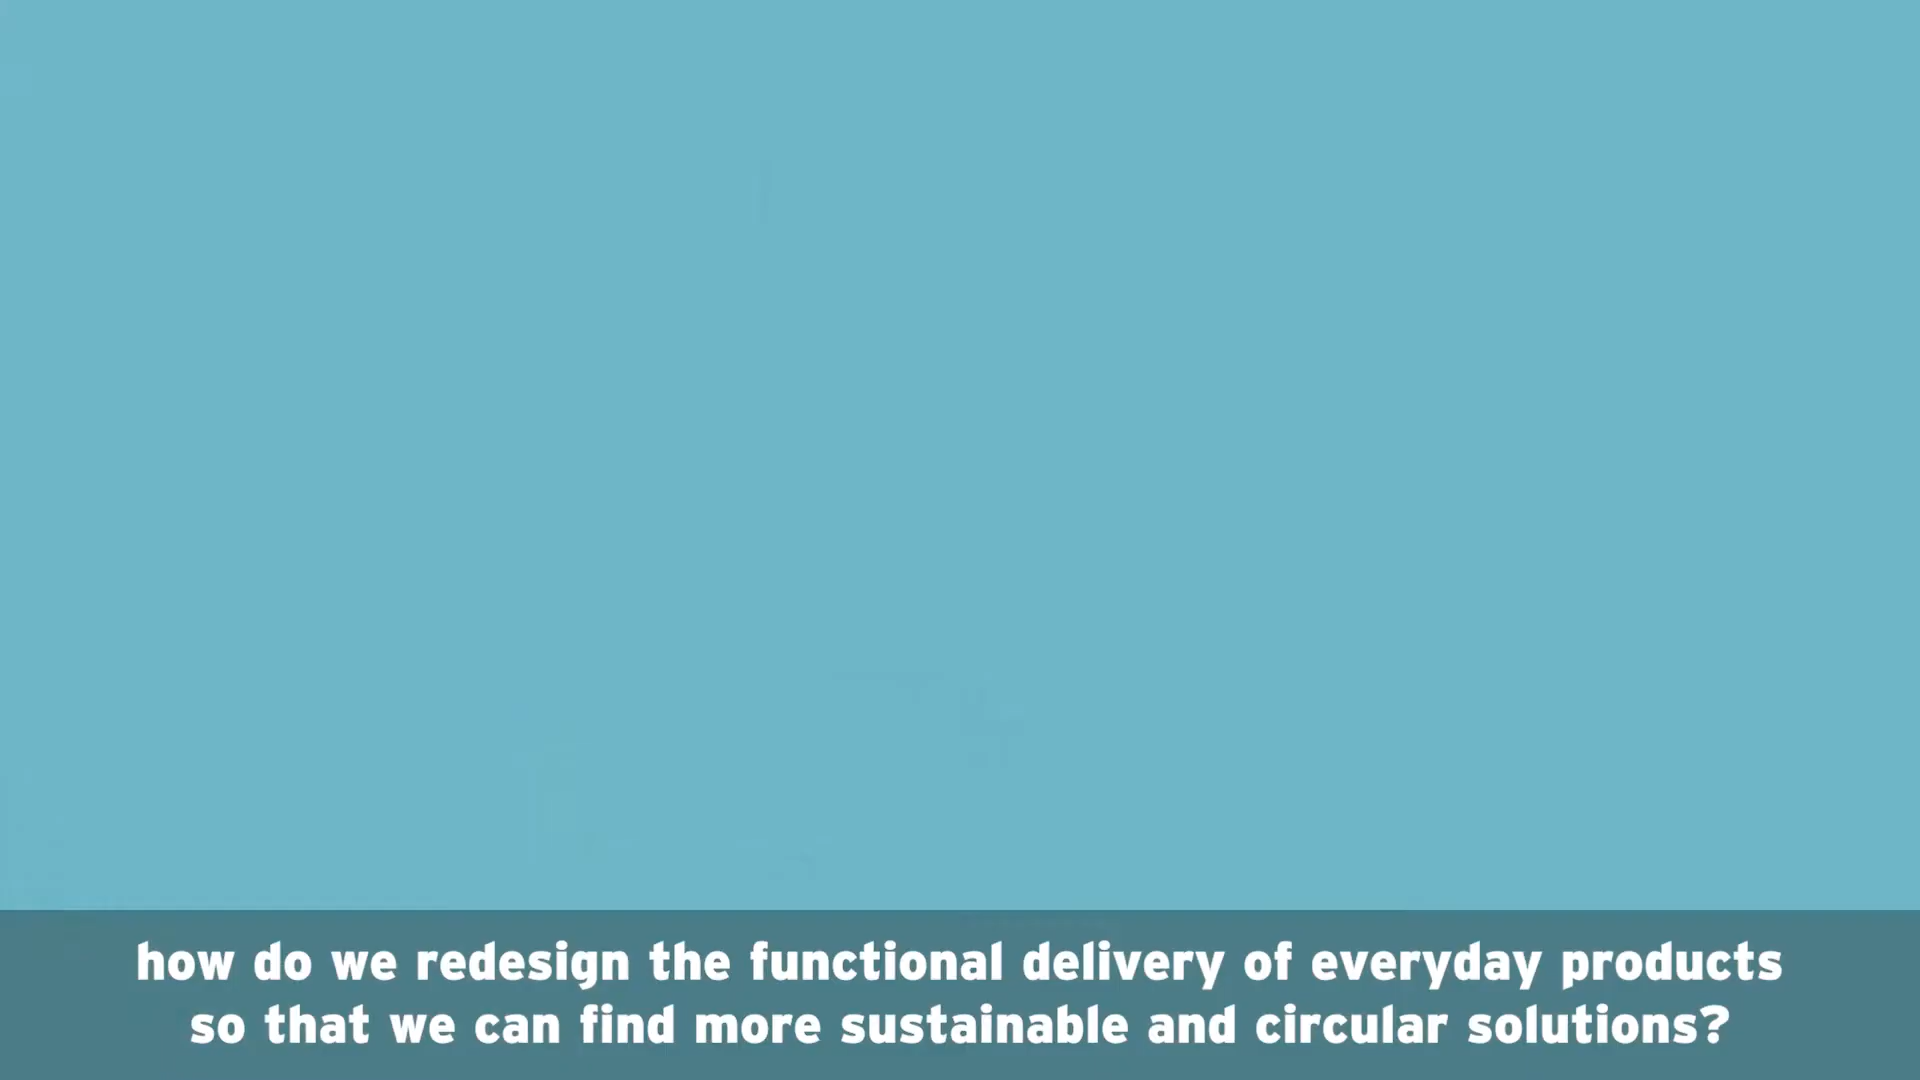 how do we redesign the functional delivery of everyday products
so that we can find more sustainable and circular solutions?